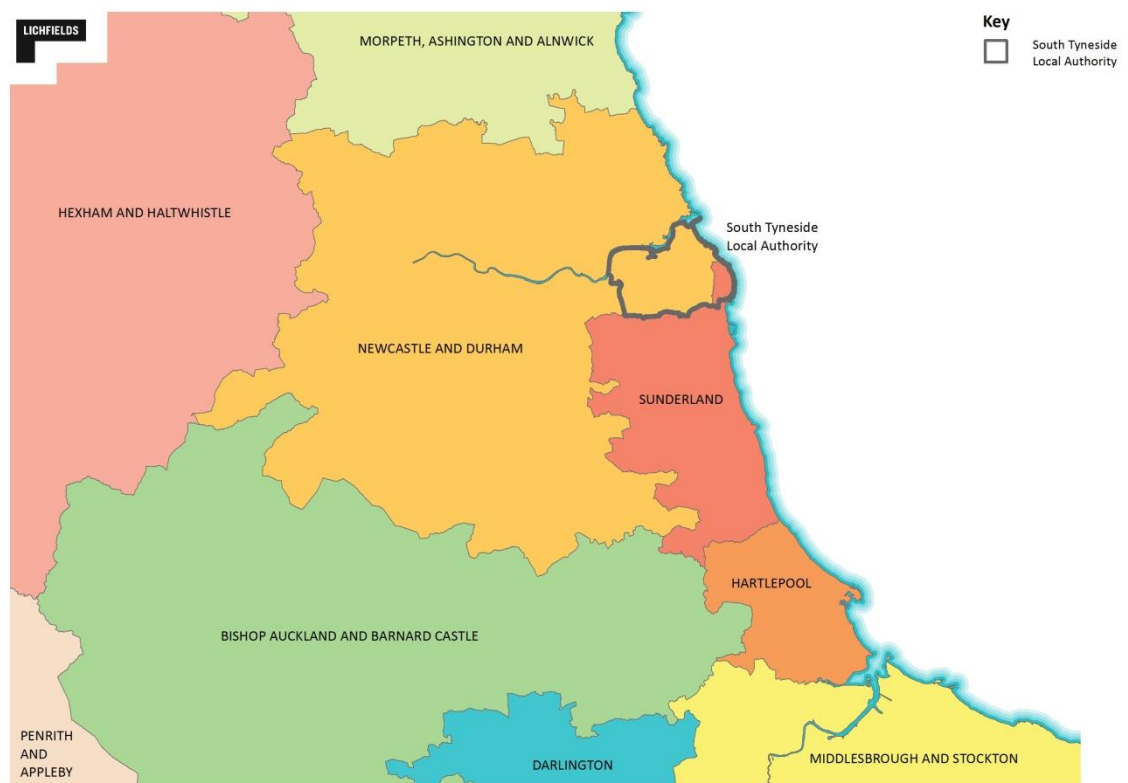 LICHFIELDS
MORPETH, ASHINGTON AND ALNWICK
Key
South Tyneside
Local Authority
HEXHAM AND HALTWHISTLE
South Tyneside
Local Authority
NEWCASTLE AND DURHAM
SUNDERLAND
HARTLEPOOL
BISHOP AUCKLAND AND BARNARD CASTLE
PENRITH
AND
APPLEBY
DARLINGTON
MIDDLESBROUGH AND STOCKTON